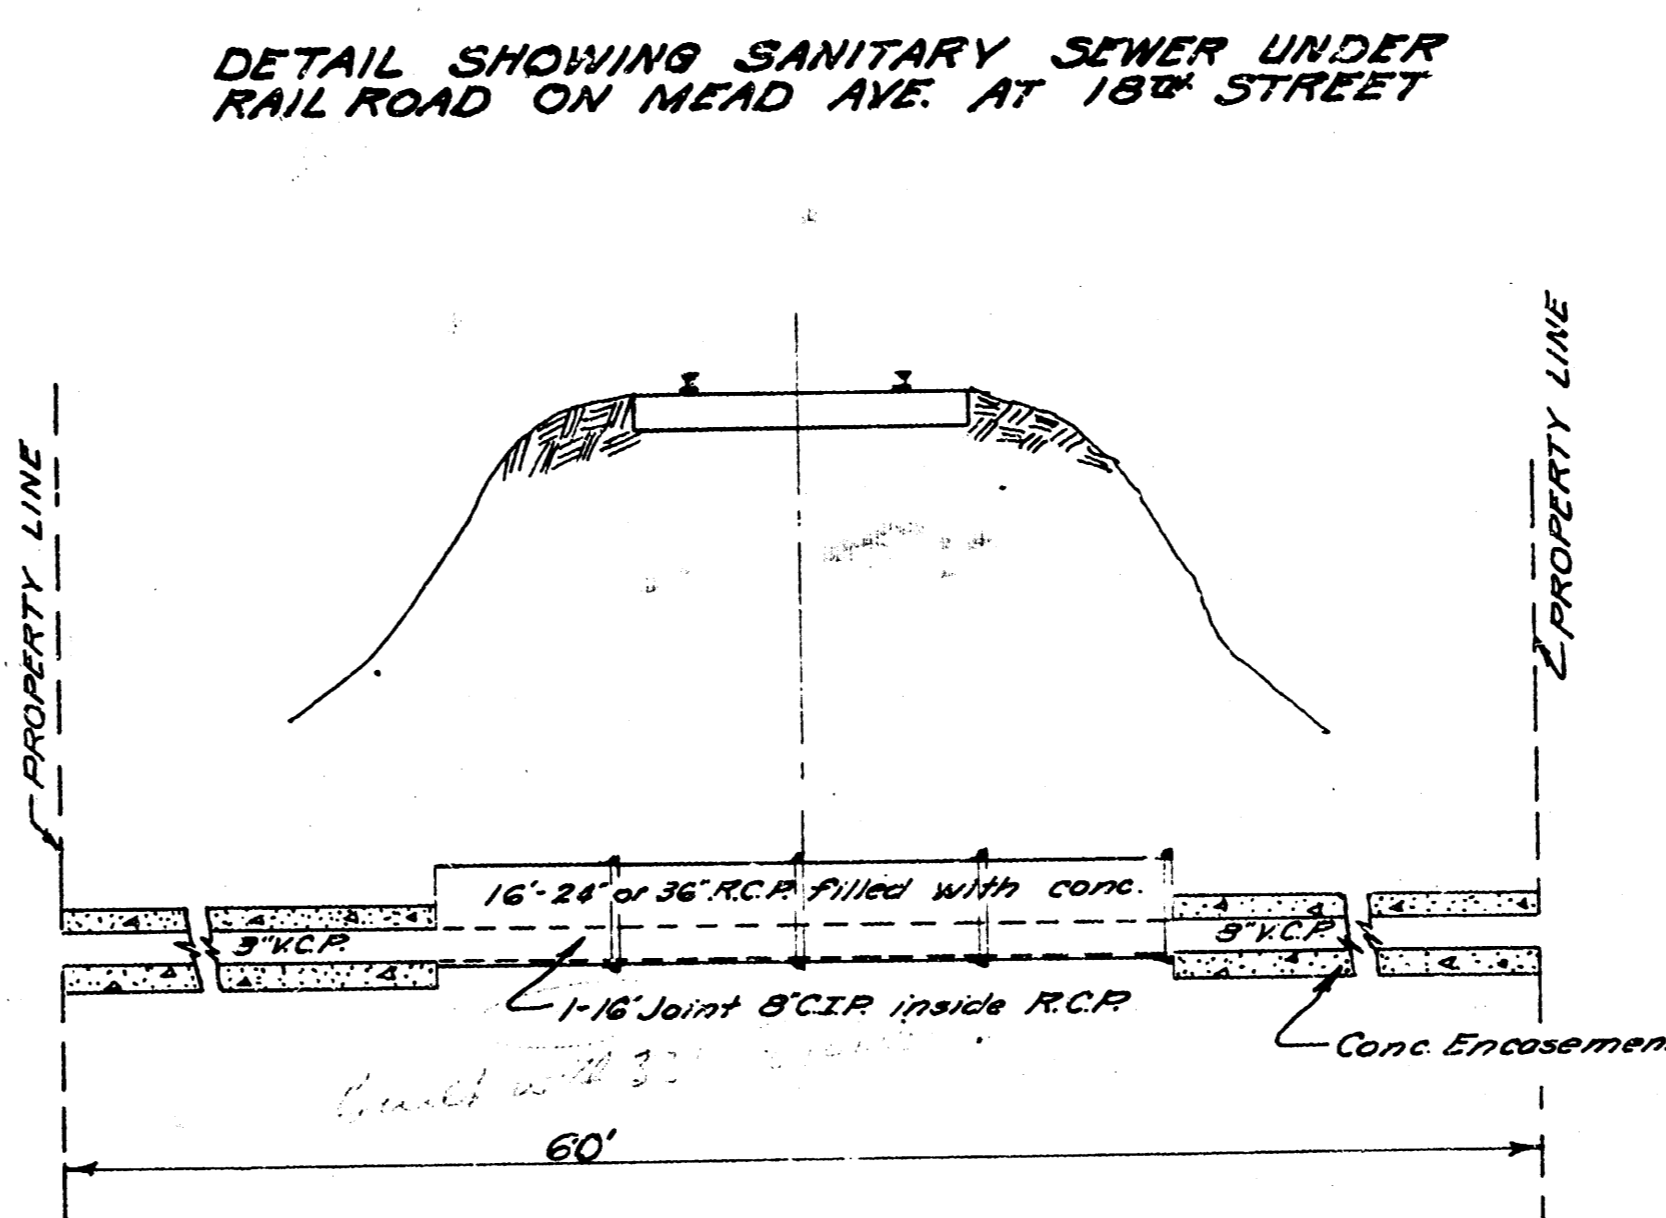 DETAIL SHOWING SANITARY SEWER UNDER
RAIL ROAD ON MEAD AVE. AT 18TH STREET
PROPERTY LINE
PROPERTY LINE
16'-24" or 36" R.C.P. filled with conc.
8" V.C.P.
8" V.C.P.
1-16' Joint 8" C.I.P. inside R.C.P.
Conc. Encasemen
60'